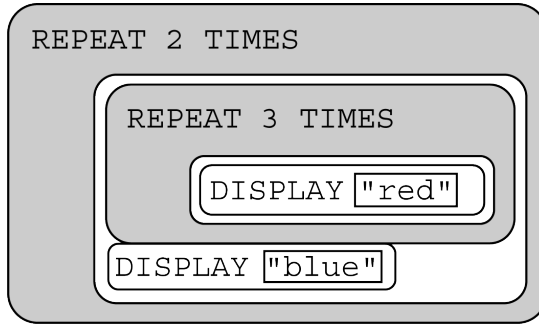 REPEAT 2 TIMES
REPEAT 3 TIMES
DISPLAY "red"
DISPLAY "blue"